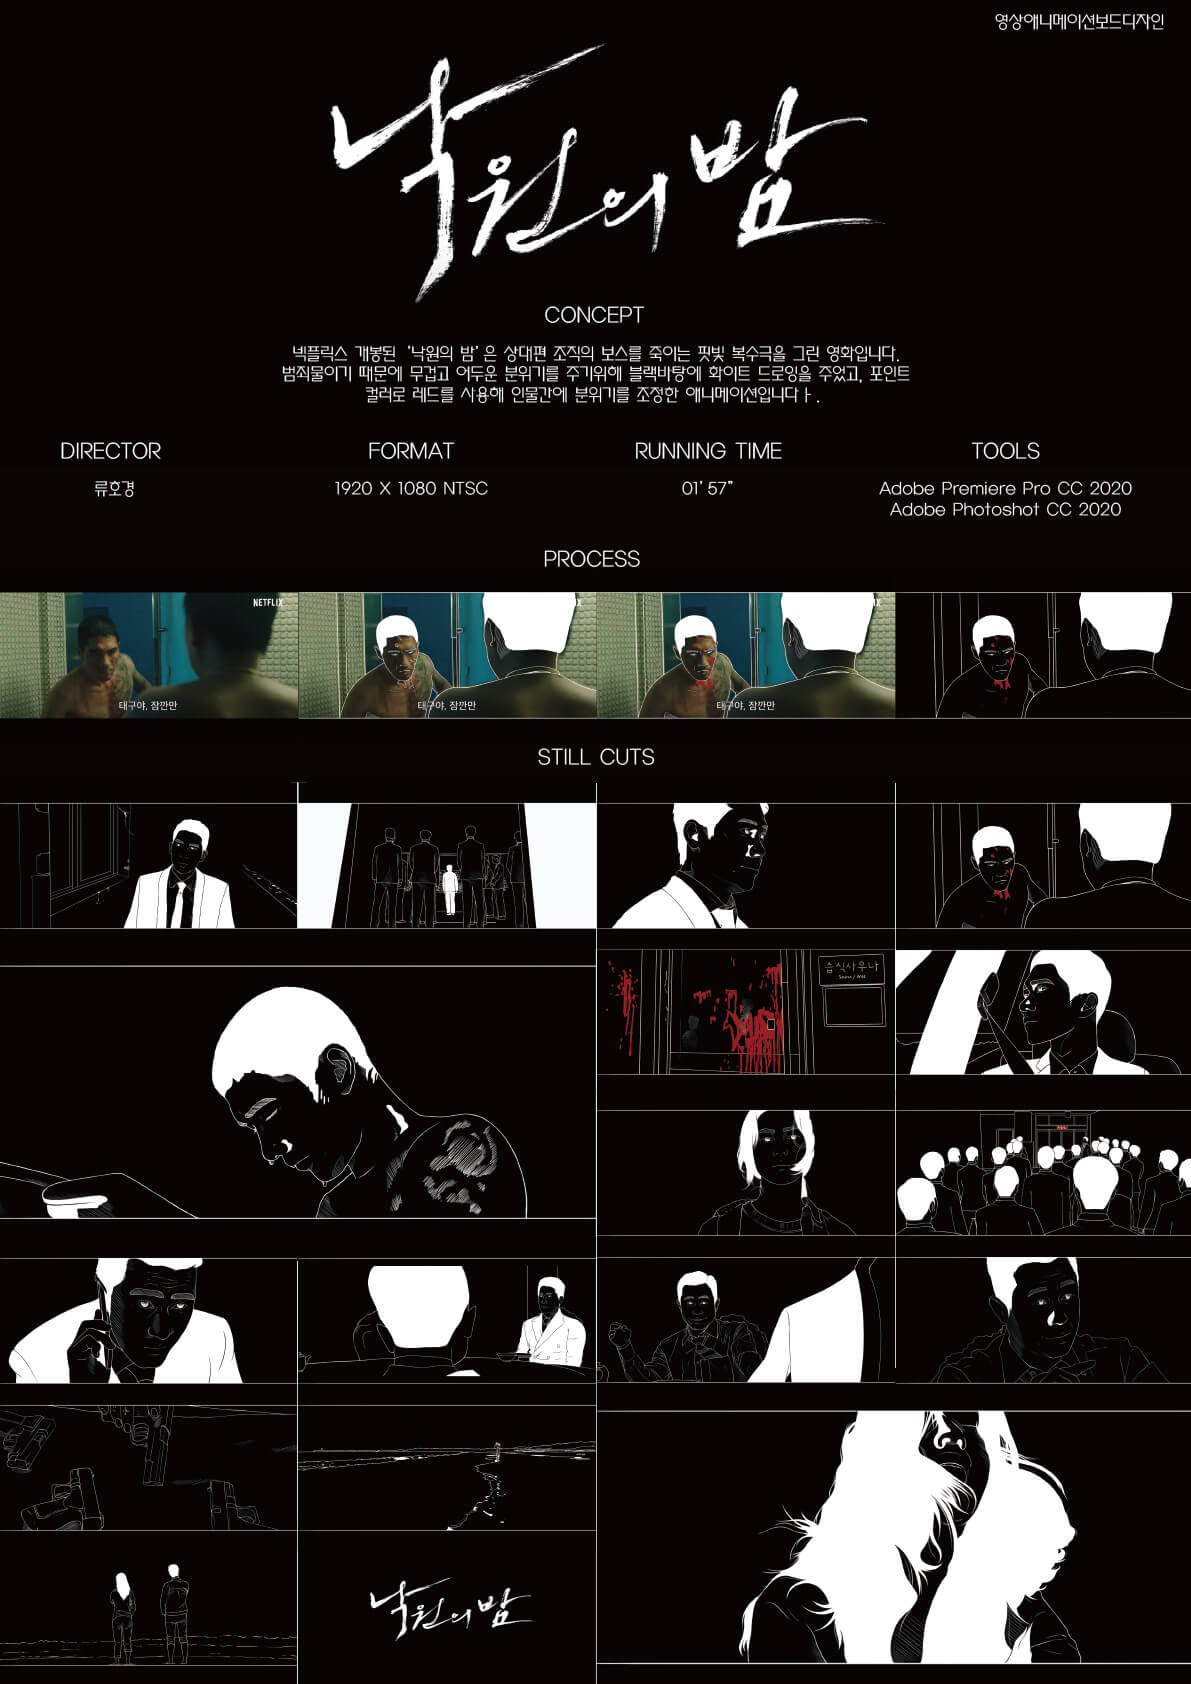 영상애니메이션보드디자인
낙원의 밤
CONCEPT
넥플릭스 개봉된 ‘낙원의 밤’은 상대편 조직의 보스를 죽이는 핏빛 복수극을 그린 영화입니다.
범죄물이기 때문에 무겁고 어두운 분위기를 주기위해 블랙바탕에 화이트 드로잉을 주었고, 포인트
컬러로 레드를 사용해 인물간에 분위기를 조정한 애니메이션입니다ㅏ.
DIRECTOR
류호경
FORMAT
1920 X 1080 NTSC
RUNNING TIME
01’ 57”
TOOLS
Adobe Premiere Pro CC 2020
Adobe Photoshot CC 2020
PROCESS
NETFLIX
태구야, 잠깐만
IX
태구야, 잠깐만
X
태구야, 잠깐만
STILL CUTS
습식사우나
낙원의 밤